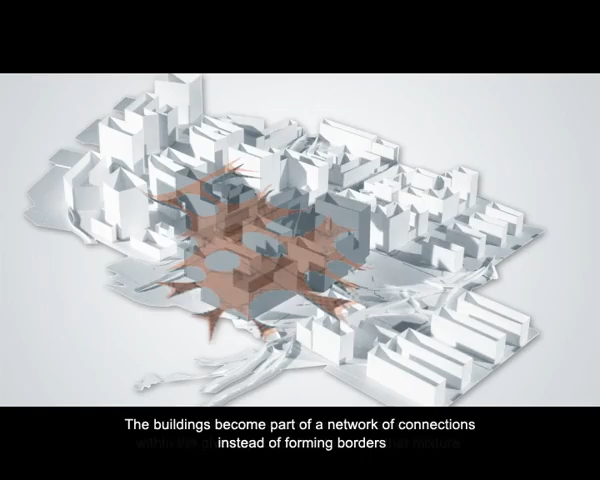 The buildings become part of a network of connections
instead of forming borders